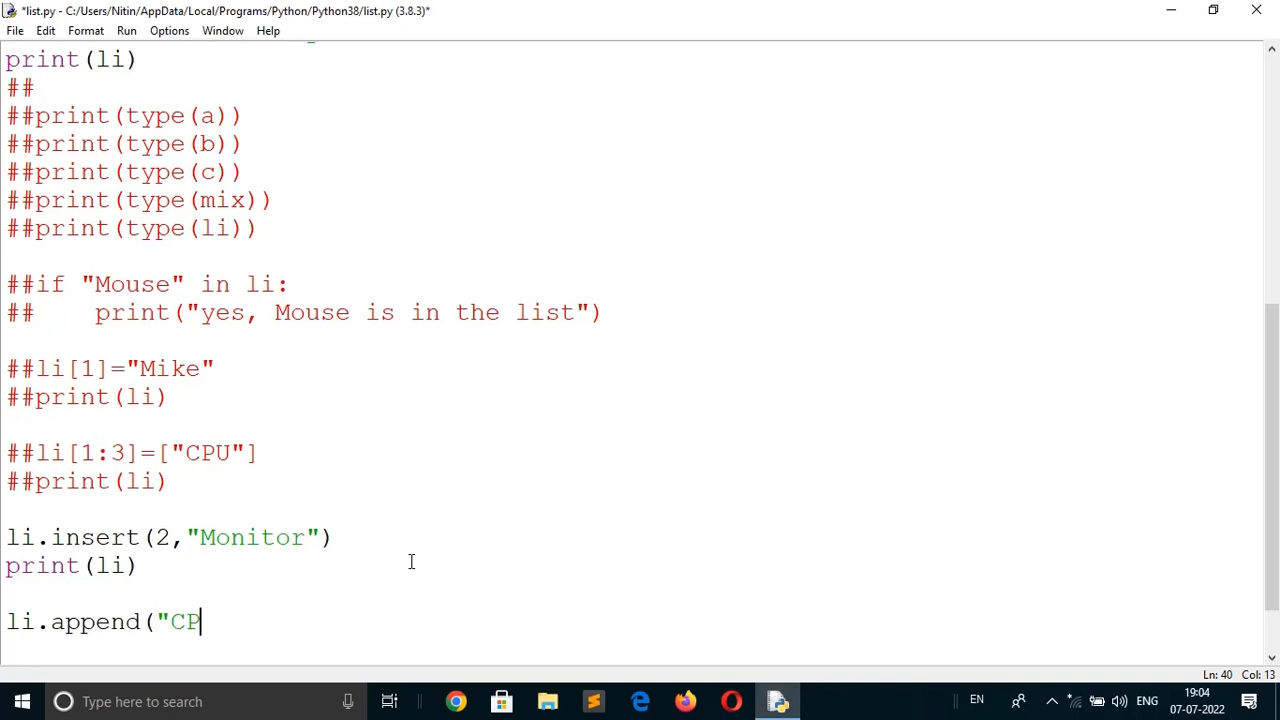 *list.py - C:/Users/Nitin/AppData/Local/Programs/Python/Python38/list.py (3.8.3)*
File Edit Format Run Options Window Help
print(li)
##
##print(type(a))
##print(type(b))
##print(type(c))
##print(type(mix))
##print(type(li))
##if "Mouse" in li:
##    print("yes, Mouse is in the list")
##li[1]="Mike"
##print(li)
##li[1:3]=["CPU"]
##print(li)
li.insert(2,"Monitor")
print(li)
li.append("CP
Ln: 40 Col: 13
Type here to search
EN
ENG
19:04
07-07-2022